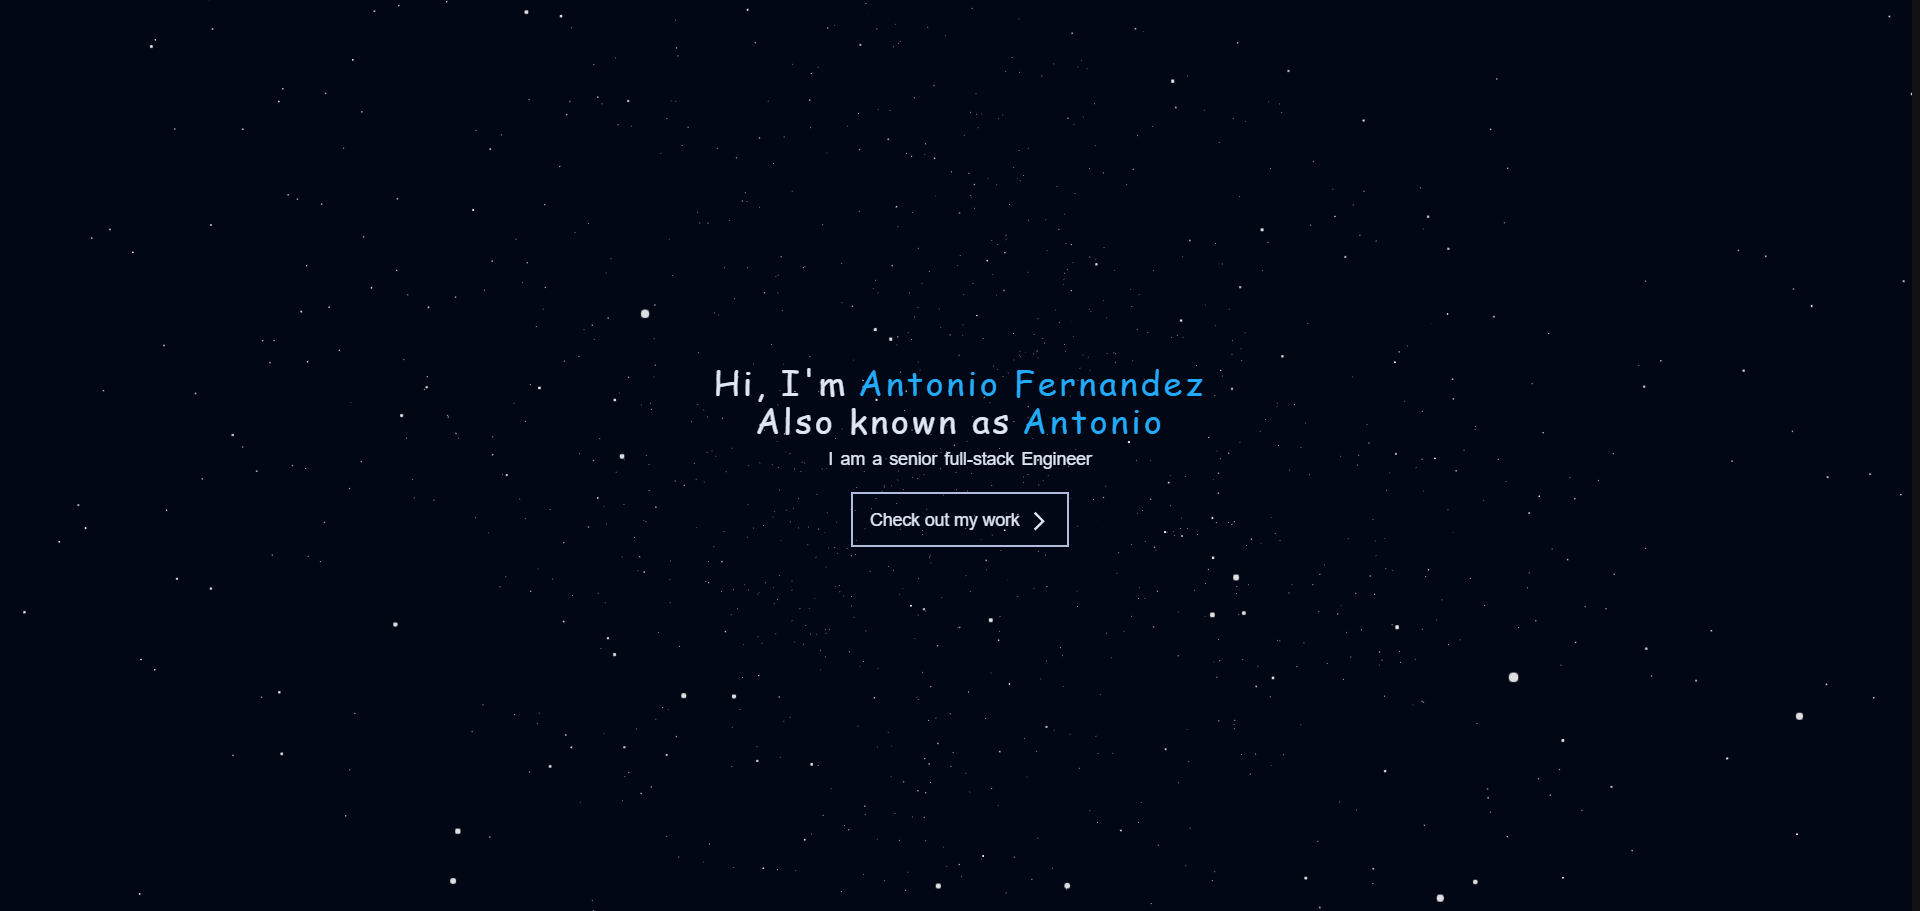 Hi, I'm Antonio Fernandez
Also known as Antonio
I am a senior full-stack Engineer
Check out my work